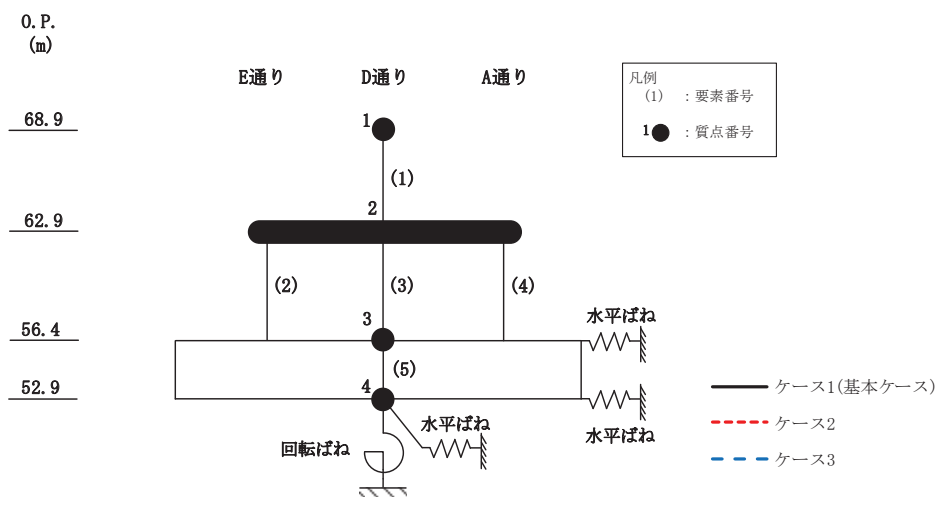 O.P.
(m)
E通り
D通り
A通り
凡例
(1) : 要素番号
1 : 質点番号
68.9
1
(1)
2
62.9
(2)
(3)
(4)
3
水平ばね
56.4
(5)
4
52.9
水平ばね
水平ばね
回転ばね
ケース1(基本ケース)
ケース2
ケース3